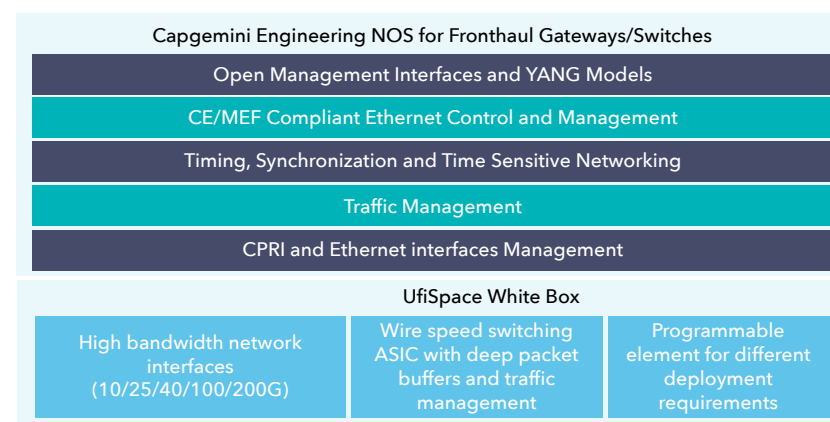 Capgemini Engineering NOS for Fronthaul Gateways/Switches
Open Management Interfaces and YANG Models
CE/MEF Compliant Ethernet Control and Management
Timing, Synchronization and Time Sensitive Networking
Traffic Management
CPRI and Ethernet interfaces Management
UfiSpace White Box
High bandwidth network
interfaces
(10/25/40/100/200G)
Wire speed switching
ASIC with deep packet
buffers and traffic
management
Programmable
element for different
deployment
requirements